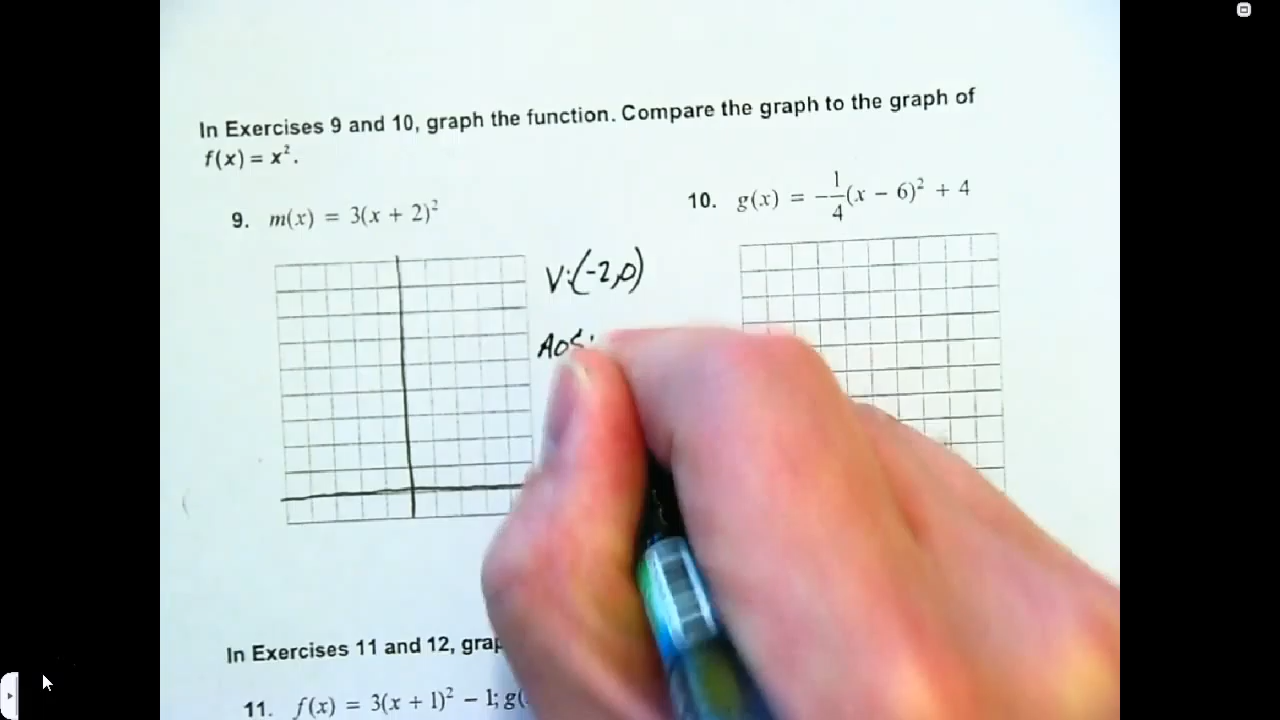 In Exercises 9 and 10, graph the function. Compare the graph to the graph of
f(x) = x².
9. m(x) = 3(x + 2)²
10. g(x) = -1/4(x − 6)² + 4
V:(-2,0)
AOS:
In Exercises 11 and 12,
11. f(x) = 3(x + 1)² − 1; g(